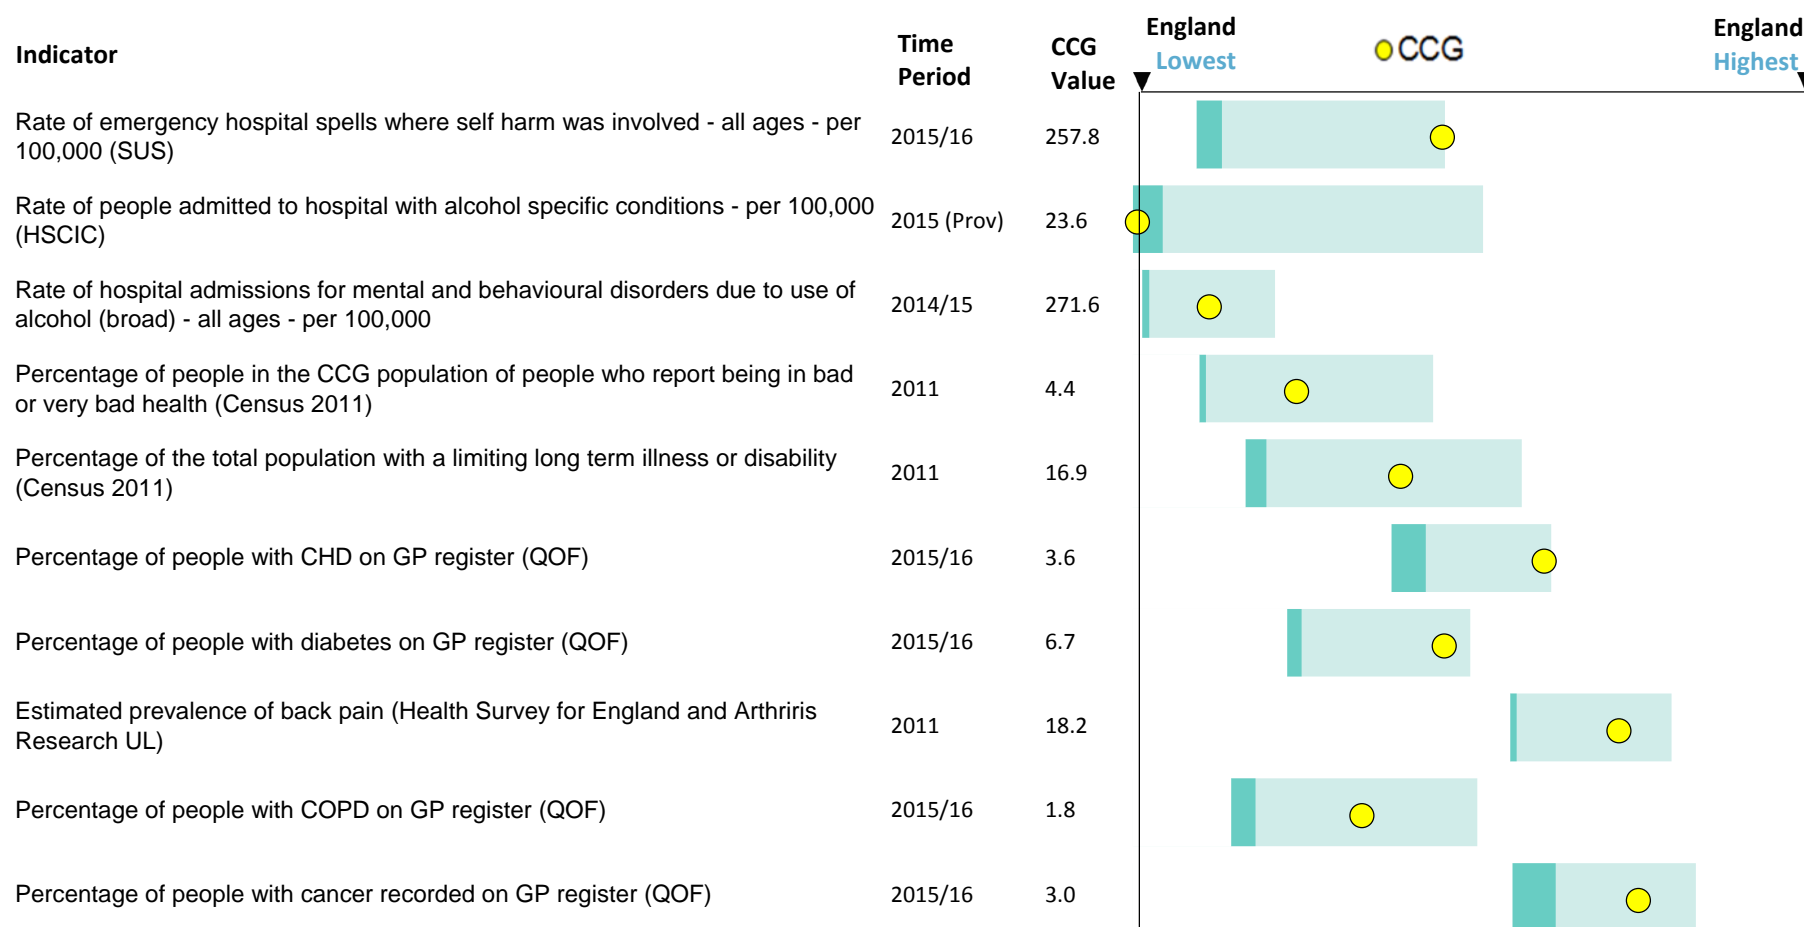 Indicator
Time
Period
CCG
Value
England
Lowest
CCG
England
Highest
Rate of emergency hospital spells where self harm was involved - all ages - per
100,000 (SUS)
2015/16
257.8
Rate of people admitted to hospital with alcohol specific conditions - per 100,000
(HSCIC)
2015 (Prov)
23.6
Rate of hospital admissions for mental and behavioural disorders due to use of
alcohol (broad) - all ages - per 100,000
2014/15
271.6
Percentage of people in the CCG population of people who report being in bad
or very bad health (Census 2011)
2011
4.4
Percentage of the total population with a limiting long term illness or disability
(Census 2011)
2011
16.9
Percentage of people with CHD on GP register (QOF)
2015/16
3.6
Percentage of people with diabetes on GP register (QOF)
2015/16
6.7
Estimated prevalence of back pain (Health Survey for England and Arthriris
Research UL)
2011
18.2
Percentage of people with COPD on GP register (QOF)
2015/16
1.8
Percentage of people with cancer recorded on GP register (QOF)
2015/16
3.0